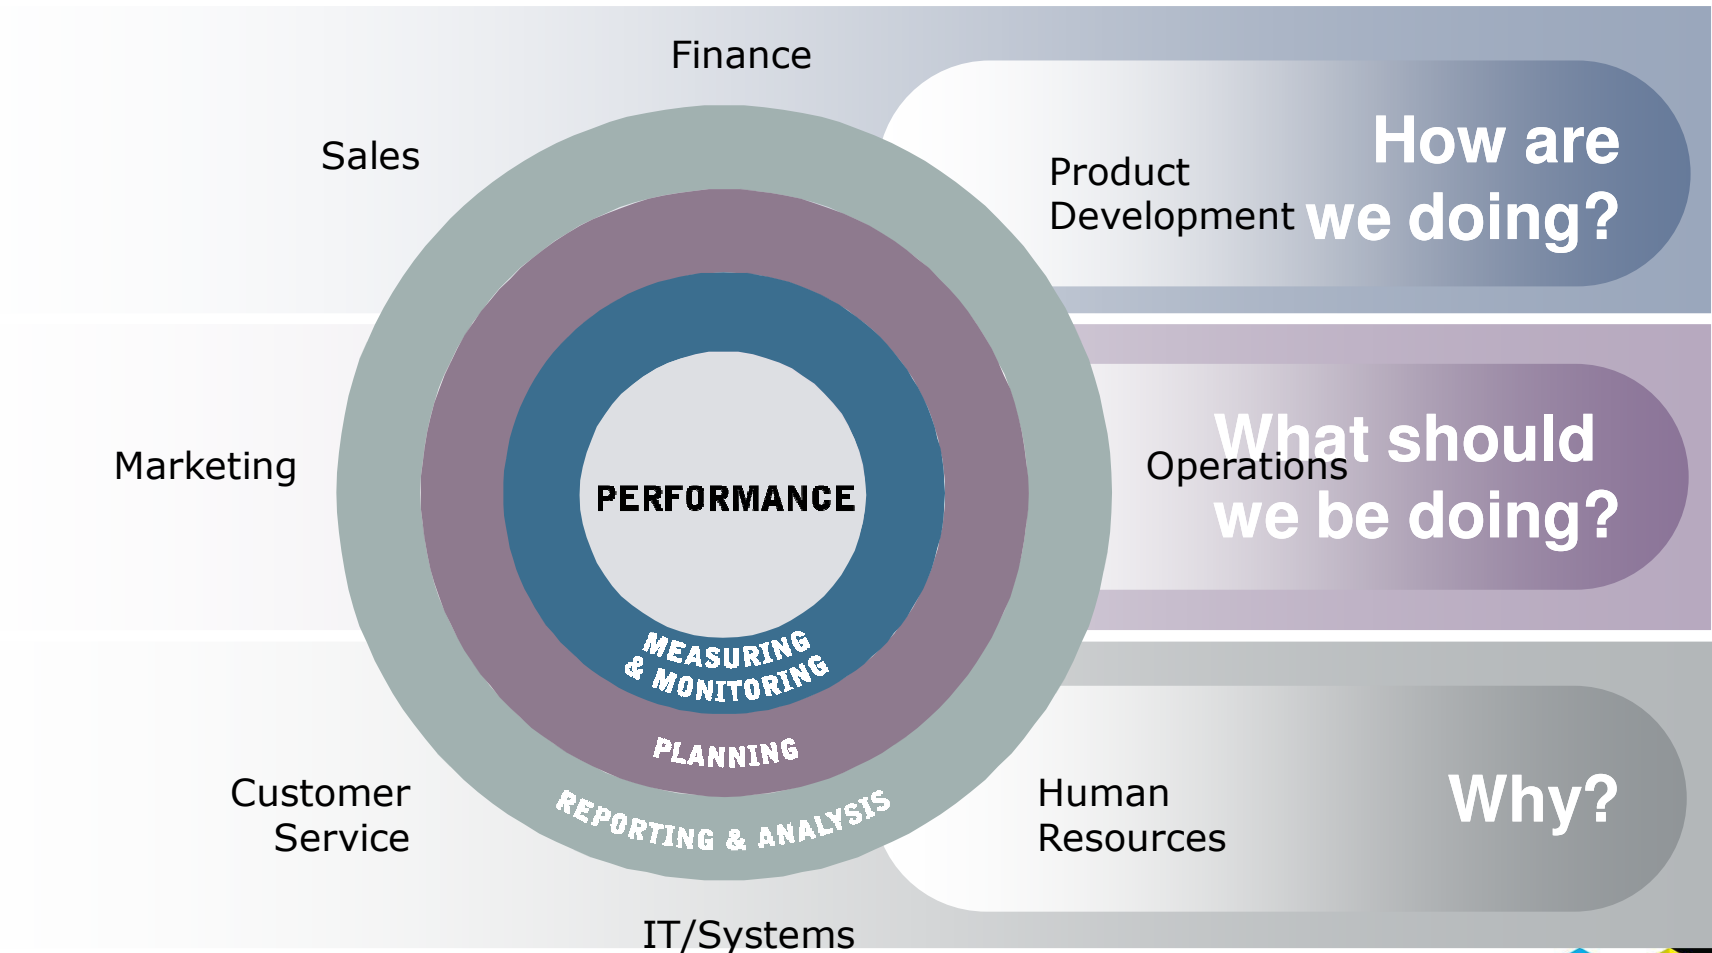 Finance
Sales
How are
Product
Development
we doing?
What should
Marketing
Operations
PERFORMANCE
we be doing?
MEASURING
& MONITORING
PLANNING
Customer
Service
REPORTING & ANALYSIS
Human
Resources
Why?
IT/Systems